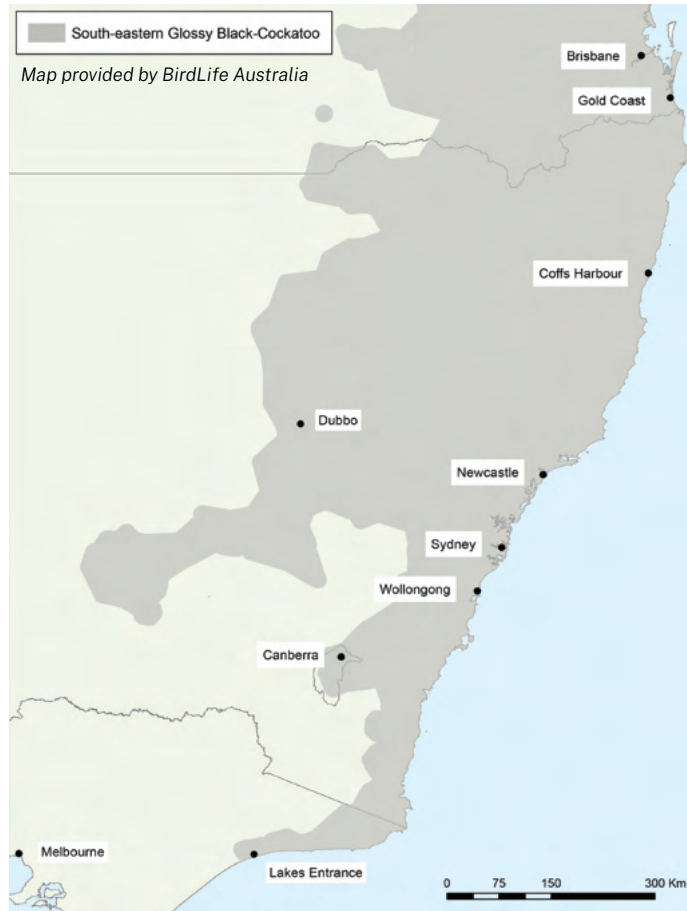 South-eastern Glossy Black-Cockatoo
Map provided by BirdLife Australia
Brisbane
Gold Coast
Coffs Harbour
Dubbo
Newcastle
Sydney
Wollongong
Canberra
Melbourne
Lakes Entrance
0 75 150 300 Km